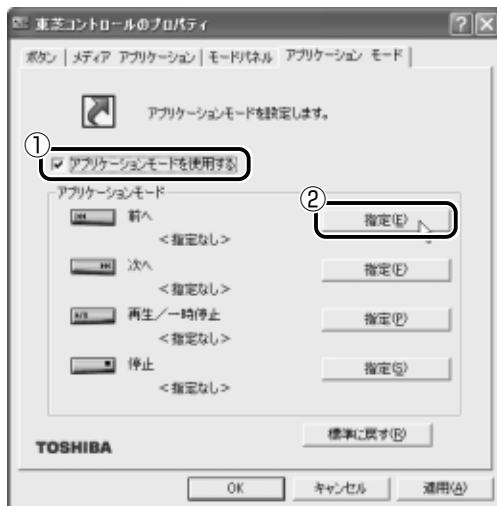 東芝コントロールのプロパティ
ボタン メディア アプリケーション モードパネル アプリケーション モード
アプリケーションモードを設定します。
①
アプリケーションモードを使用する
アプリケーションモード
②
前へ 指定(E)
<指定なし>
次へ 指定(F)
<指定なし>
再生/一時停止 指定(P)
<指定なし>
停止 指定(S)
<指定なし>
標準に戻す(R)
TOSHIBA
OK キャンセル 適用(A)